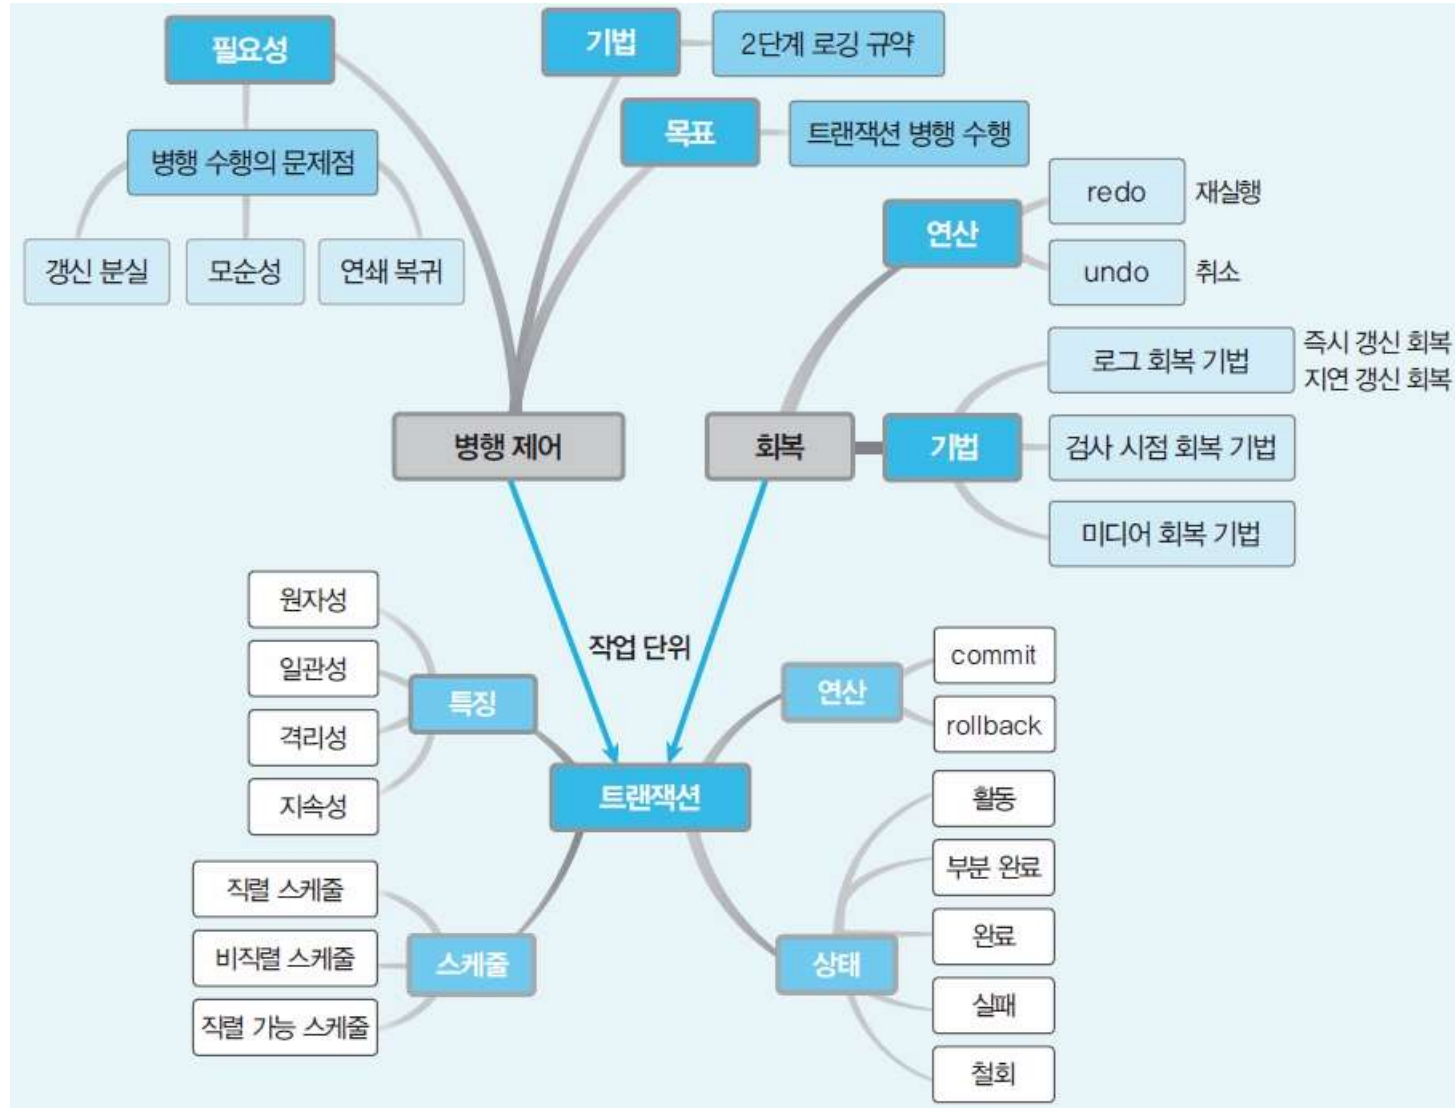 필요성
기법
2단계 로깅 규약
목표
트랜잭션 병행 수행
병행 수행의 문제점
갱신 분실
모순성
연쇄 복귀
연산
redo
재실행
undo
취소
로그 회복 기법
즉시 갱신 회복
지연 갱신 회복
병행 제어
회복
기법
검사 시점 회복 기법
미디어 회복 기법
작업 단위
원자성
일관성
격리성
지속성
특징
연산
commit
rollback
트랜잭션
직렬 스케줄
비직렬 스케줄
직렬 가능 스케줄
스케줄
상태
활동
부분 완료
완료
실패
철회